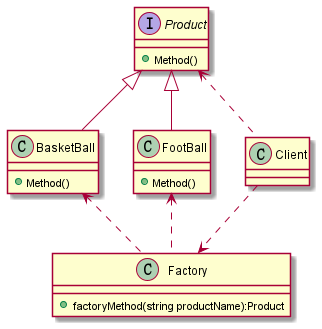 I Product
Method()
C BasketBall
Method()
C FootBall
Method()
C Client
C Factory
factoryMethod(string productName):Product